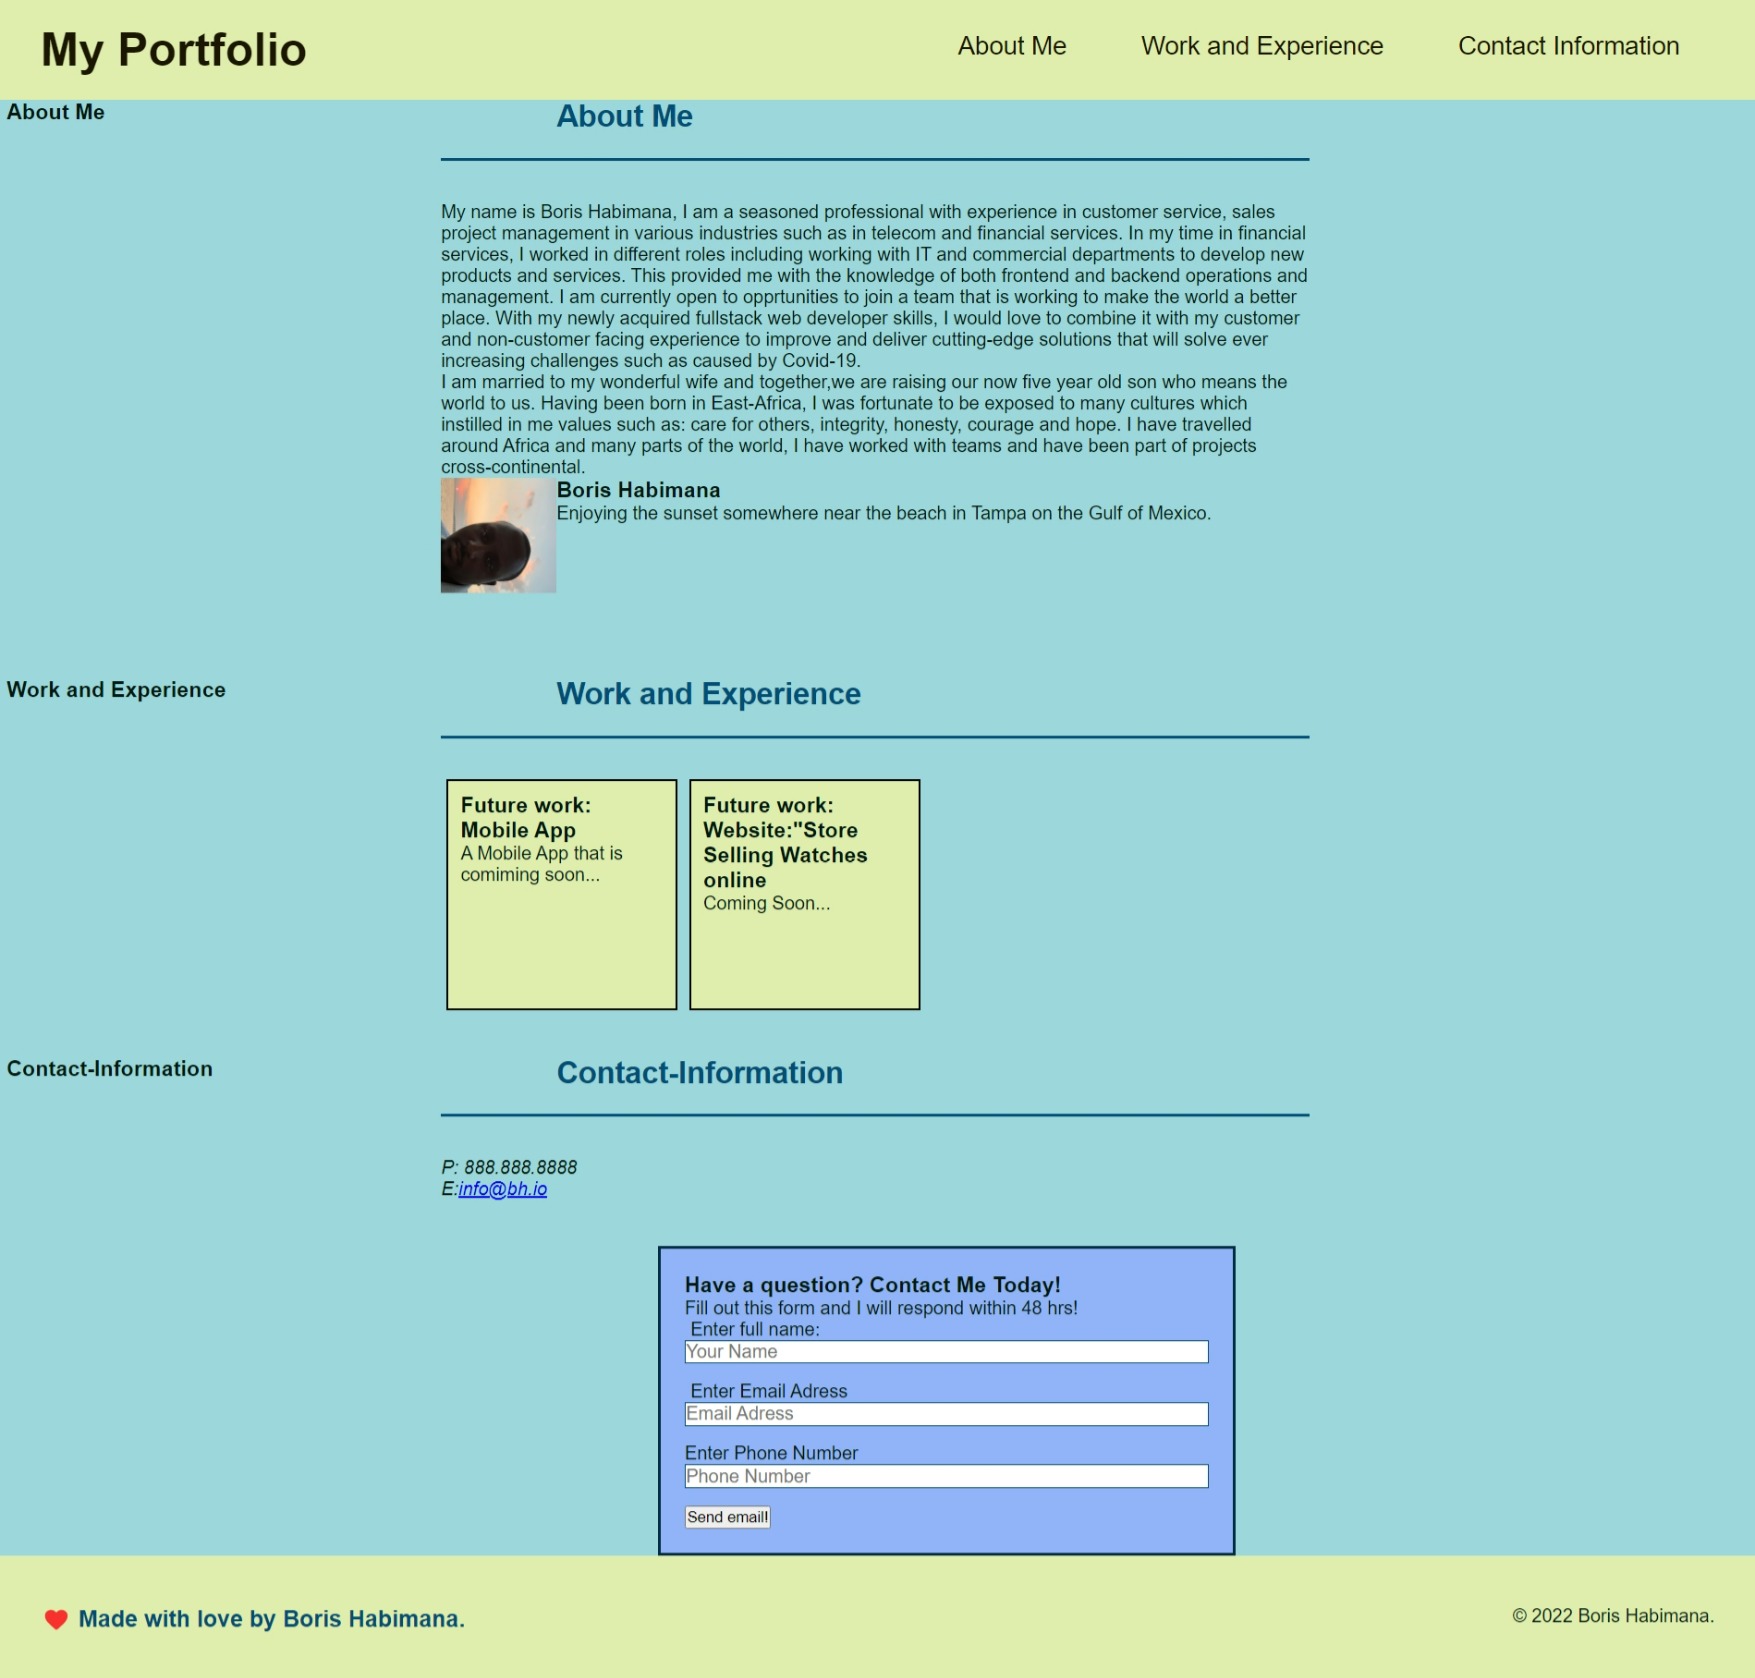 My Portfolio
About Me
Work and Experience
Contact Information
About Me
About Me
My name is Boris Habimana, I am a seasoned professional with experience in customer service, sales
project management in various industries such as in telecom and financial services. In my time in financial
services, I worked in different roles including working with IT and commercial departments to develop new
products and services. This provided me with the knowledge of both frontend and backend operations and
management. I am currently open to opprtunities to join a team that is working to make the world a better
place. With my newly acquired fullstack web developer skills, I would love to combine it with my customer
and non-customer facing experience to improve and deliver cutting-edge solutions that will solve ever
increasing challenges such as caused by Covid-19.
I am married to my wonderful wife and together,we are raising our now five year old son who means the
world to us. Having been born in East-Africa, I was fortunate to be exposed to many cultures which
instilled in me values such as: care for others, integrity, honesty, courage and hope. I have travelled
around Africa and many parts of the world, I have worked with teams and have been part of projects
cross-continental.
Boris Habimana
Enjoying the sunset somewhere near the beach in Tampa on the Gulf of Mexico.
Work and Experience
Work and Experience
Future work:
Mobile App
A Mobile App that is
comiming soon...
Future work:
Website:"Store
Selling Watches
online
Coming Soon...
Contact-Information
Contact-Information
P: 888.888.8888
E:info@bh.io
Have a question? Contact Me Today!
Fill out this form and I will respond within 48 hrs!
Enter full name:
Your Name
Enter Email Adress
Email Adress
Enter Phone Number
Phone Number
Send email!
❤️ Made with love by Boris Habimana.
© 2022 Boris Habimana.